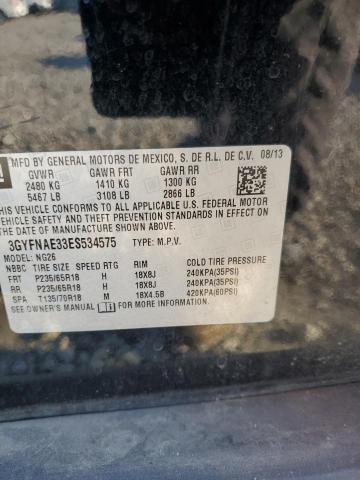 MFD BY GENERAL MOTORS DE MEXICO, S. DE R.L. DE C.V. 08/13
GVWR GAWR FRT GAWR RR
2480 KG 1410 KG 1300 KG
5467 LB 3108 LB 2866 LB
THIS VEHICLE CONFORMS TO ALL APPLICABLE U.S. FEDERAL MOTOR
VEHICLE SAFETY AND THEFT PREVENTION STANDARDS IN EFFECT
ON THE DATE OF MANUFACTURE SHOWN ABOVE.
3GYFNAE33ES534575 TYPE: M.P.V.
MODEL: NG26
NBBC TIRE SIZE SPEED RTG RIM COLD TIRE PRESSURE
FRT P235/65R18 H 18X8J 240KPA(35PSI)
RR P235/65R18 H 18X8J 240KPA(35PSI)
SPA T135/70R18 M 18X4.5B 420KPA(60PSI)
SEE OWNER'S MANUAL FOR ADDITIONAL INFORMATION.